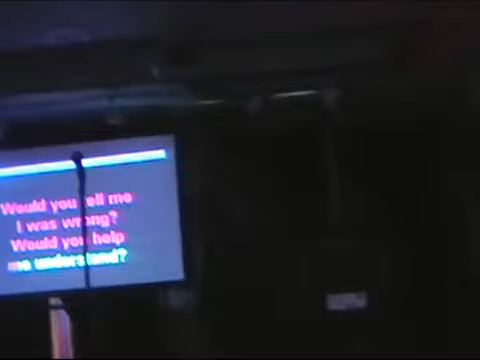 Would you tell me
I was wrong?
Would you help
me understand?